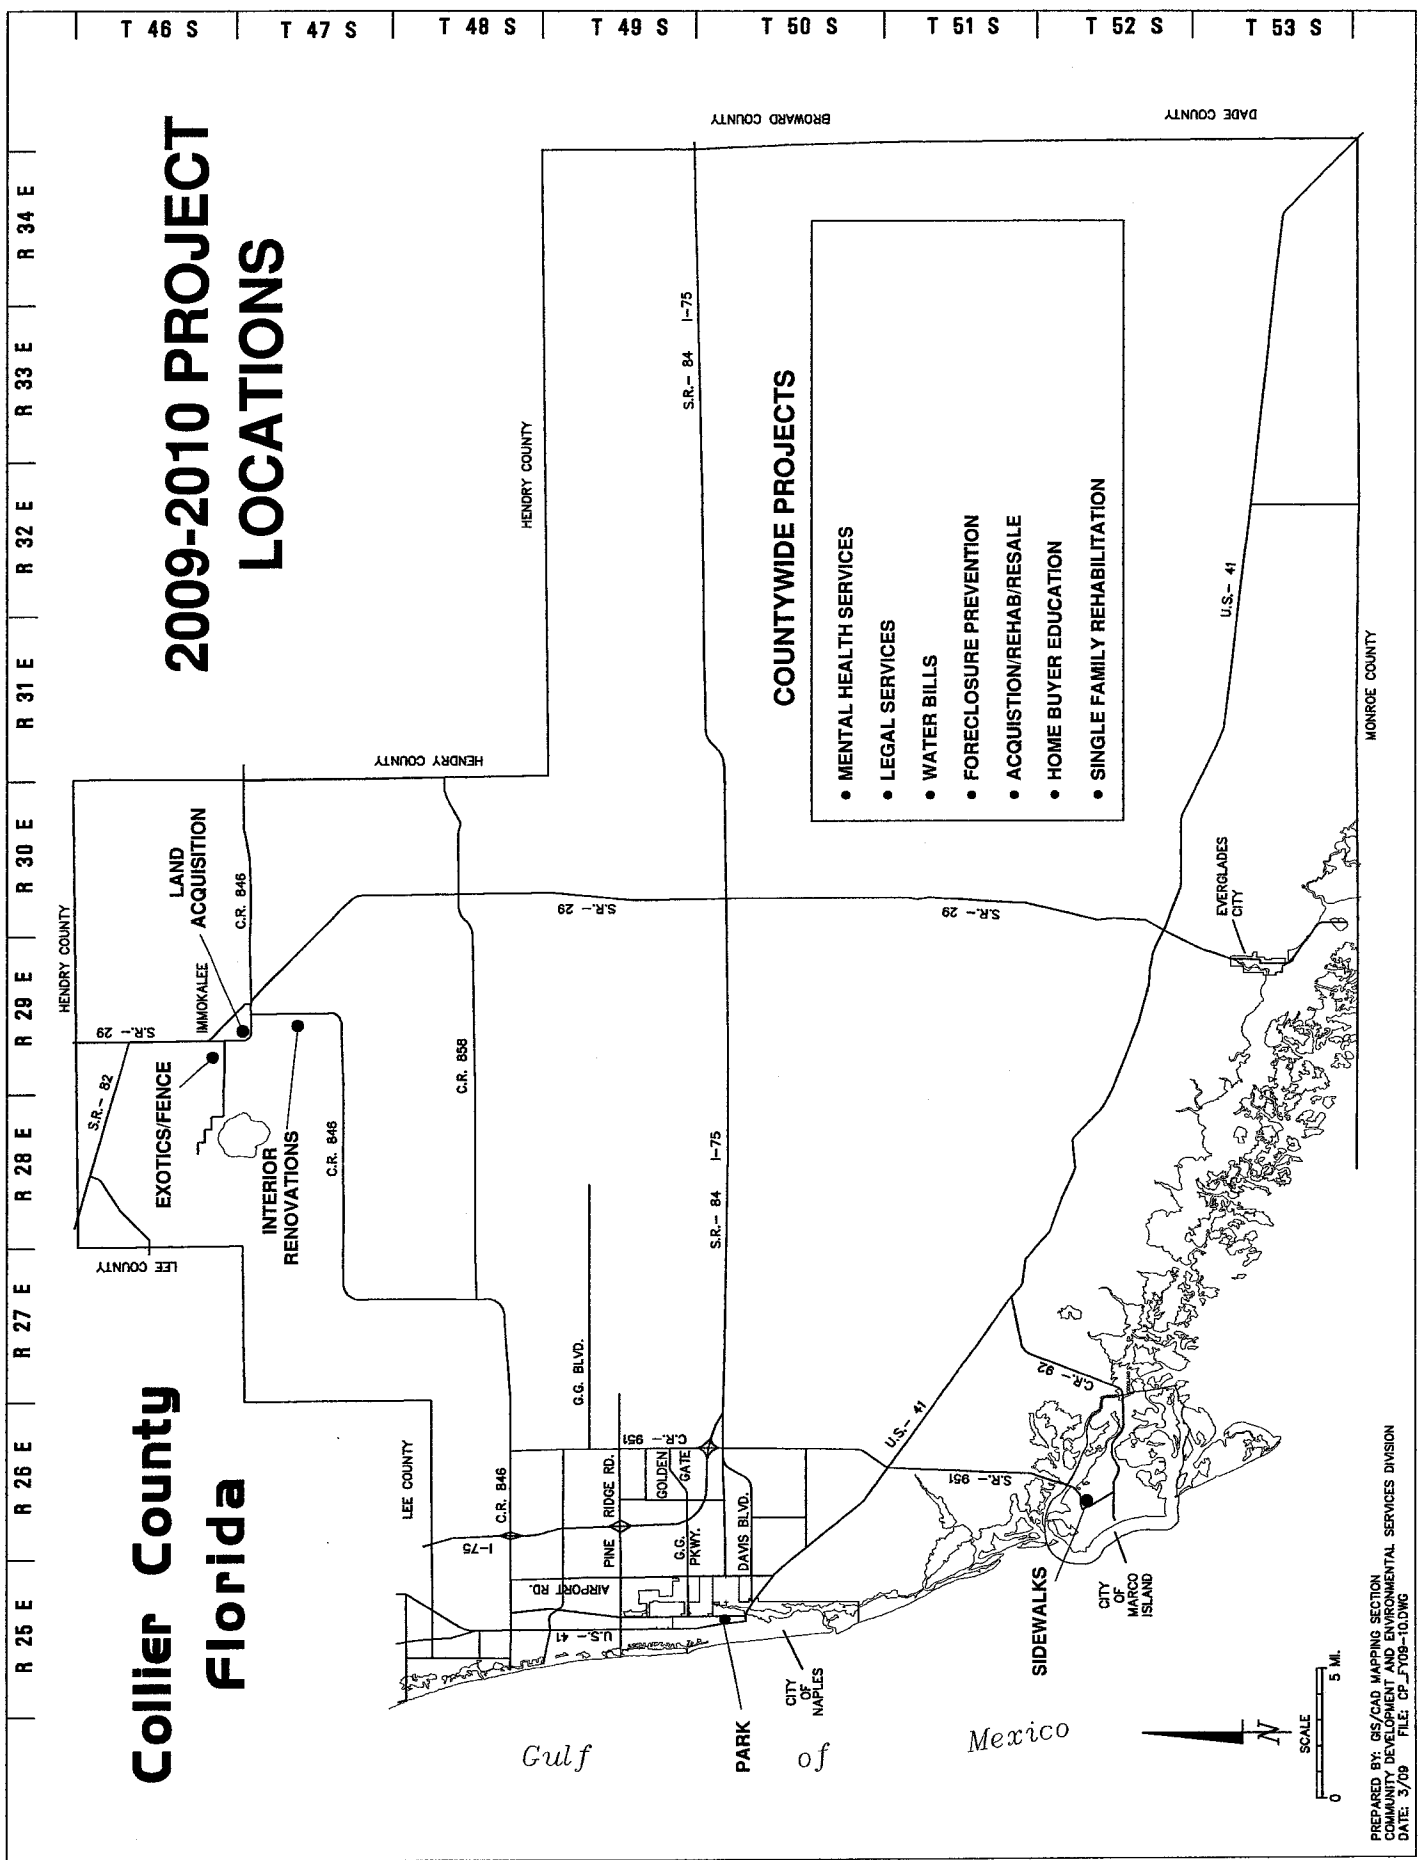 Collier County
Florida
2009-2010 PROJECT
LOCATIONS
R 25 E
R 26 E
R 27 E
R 28 E
R 29 E
R 30 E
R 31 E
R 32 E
R 33 E
R 34 E
T 46 S
T 47 S
T 48 S
T 49 S
T 50 S
T 51 S
T 52 S
T 53 S
HENDRY COUNTY
S.R.- 82
S.R.- 29
LEE COUNTY
EXOTICS/FENCE
IMMOKALEE
LAND
ACQUISITION
C.R. 846
INTERIOR
RENOVATIONS
C.R. 846
HENDRY COUNTY
C.R. 858
HENDRY COUNTY
LEE COUNTY
I-75
C.R. 846
U.S.- 41
AIRPORT RD.
G.G. BLVD.
PINE RIDGE RD.
C.R.- 951
GOLDEN
GATE
G.G.
PKWY.
DAVIS BLVD.
S.R.- 29
S.R.- 84 I-75
S.R.- 84 I-75
BROWARD COUNTY
DADE COUNTY
PARK
CITY
OF
NAPLES
COUNTYWIDE PROJECTS
• MENTAL HEALTH SERVICES
• LEGAL SERVICES
• WATER BILLS
• FORECLOSURE PREVENTION
• ACQUISTION/REHAB/RESALE
• HOME BUYER EDUCATION
• SINGLE FAMILY REHABILITATION
U.S.- 41
S.R.- 951
S.R.- 29
C.R.- 92
SIDEWALKS
CITY
OF
MARCO
ISLAND
EVERGLADES
CITY
U.S.- 41
MONROE COUNTY
Gulf of Mexico
N
SCALE
0 5 MI.
PREPARED BY: GIS/CAD MAPPING SECTION
COMMUNITY DEVELOPMENT AND ENVIRONMENTAL SERVICES DIVISION
DATE: 3/09 FILE: CP_FY09-10.DWG